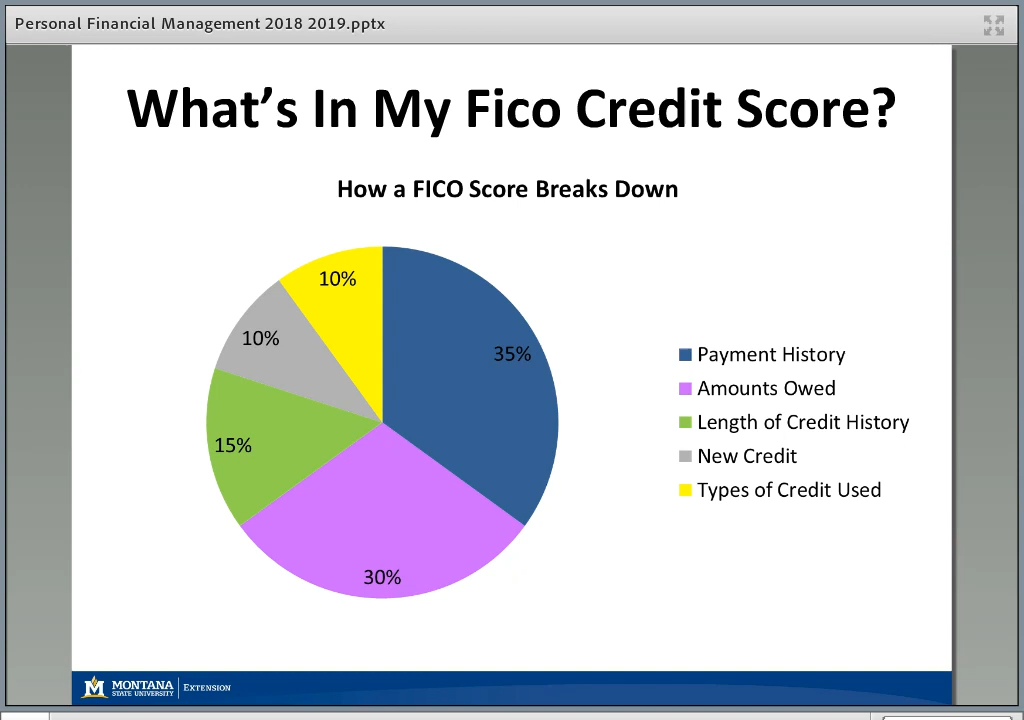 Personal Financial Management 2018 2019.pptx
What's In My Fico Credit Score?
How a FICO Score Breaks Down
10%
10%
35%
15%
30%
Payment History
Amounts Owed
Length of Credit History
New Credit
Types of Credit Used
M MONTANA STATE UNIVERSITY EXTENSION